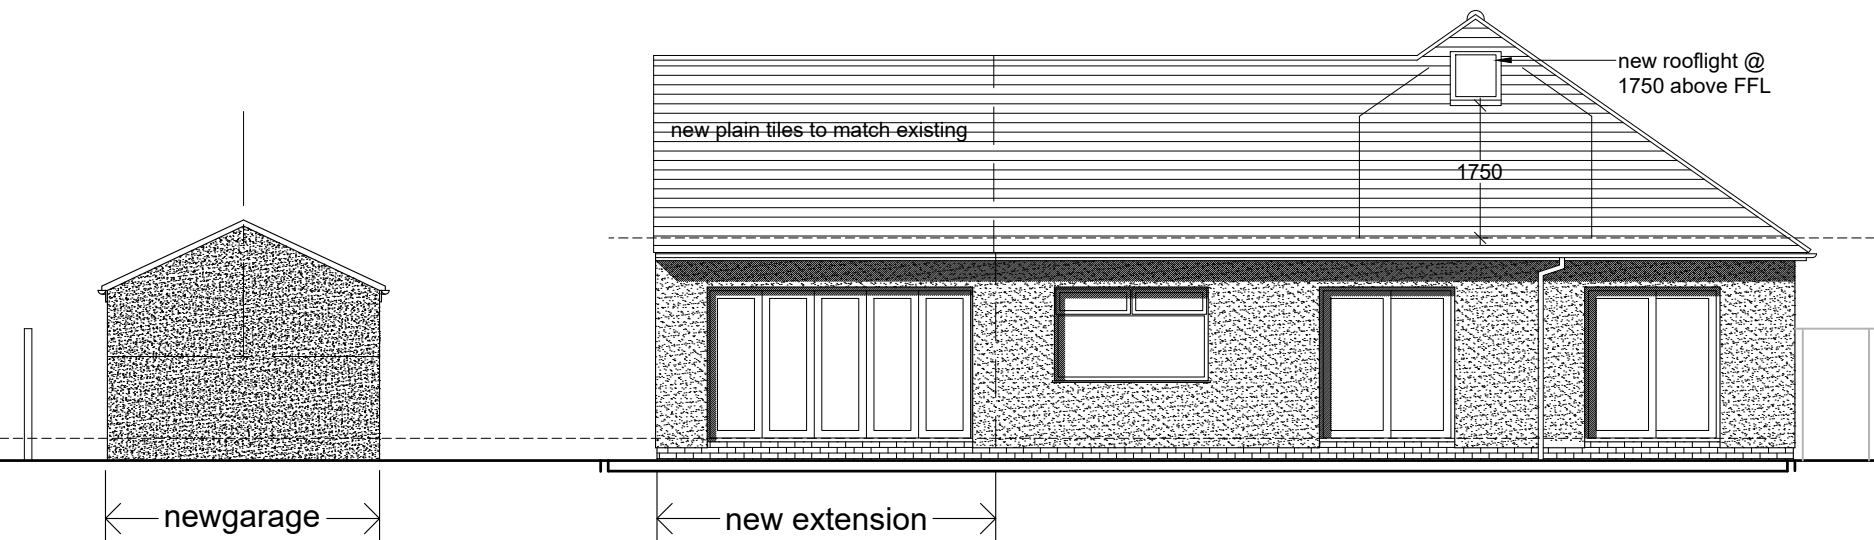 new rooflight @
1750 above FFL
new plain tiles to match existing
1750
newgarage
new extension